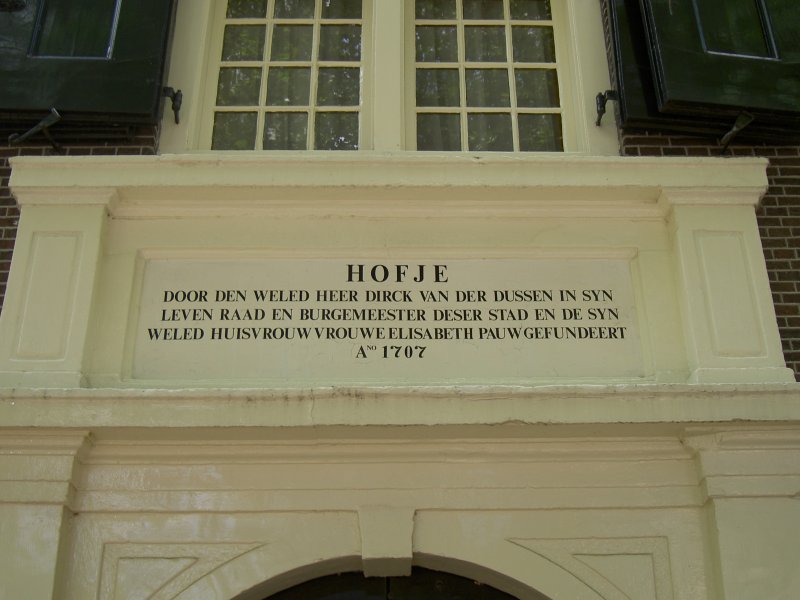 HOFJE
DOOR DEN WELED HEER DIRCK VAN DER DUSSEN IN SYN
LEVEN RAAD EN BURGEMEESTER DESER STAD EN DE SYN
WELED HUISVROUW VROUWE ELISABETH PAUW GEFUNDEERT
ANO 1707